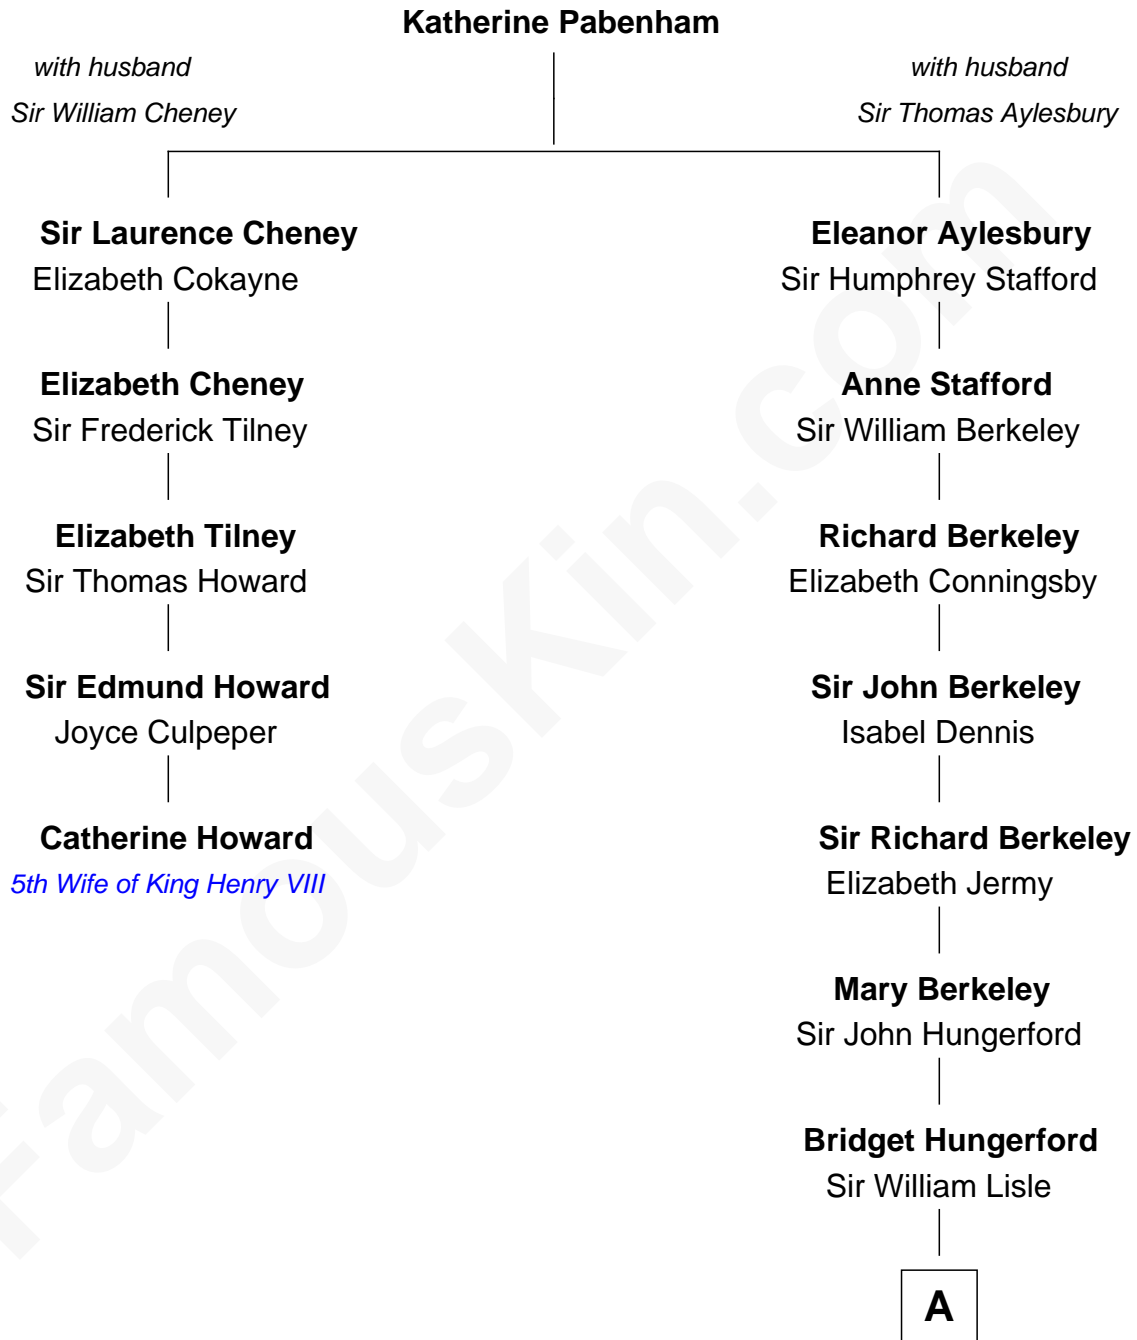 Katherine Pabenham
with husband
Sir William Cheney
with husband
Sir Thomas Aylesbury
Sir Laurence Cheney
Elizabeth Cokayne
Elizabeth Cheney
Sir Frederick Tilney
Elizabeth Tilney
Sir Thomas Howard
Sir Edmund Howard
Joyce Culpeper
Catherine Howard
5th Wife of King Henry VIII
Eleanor Aylesbury
Sir Humphrey Stafford
Anne Stafford
Sir William Berkeley
Richard Berkeley
Elizabeth Conningsby
Sir John Berkeley
Isabel Dennis
Sir Richard Berkeley
Elizabeth Jermy
Mary Berkeley
Sir John Hungerford
Bridget Hungerford
Sir William Lisle
A
FamousKin.com